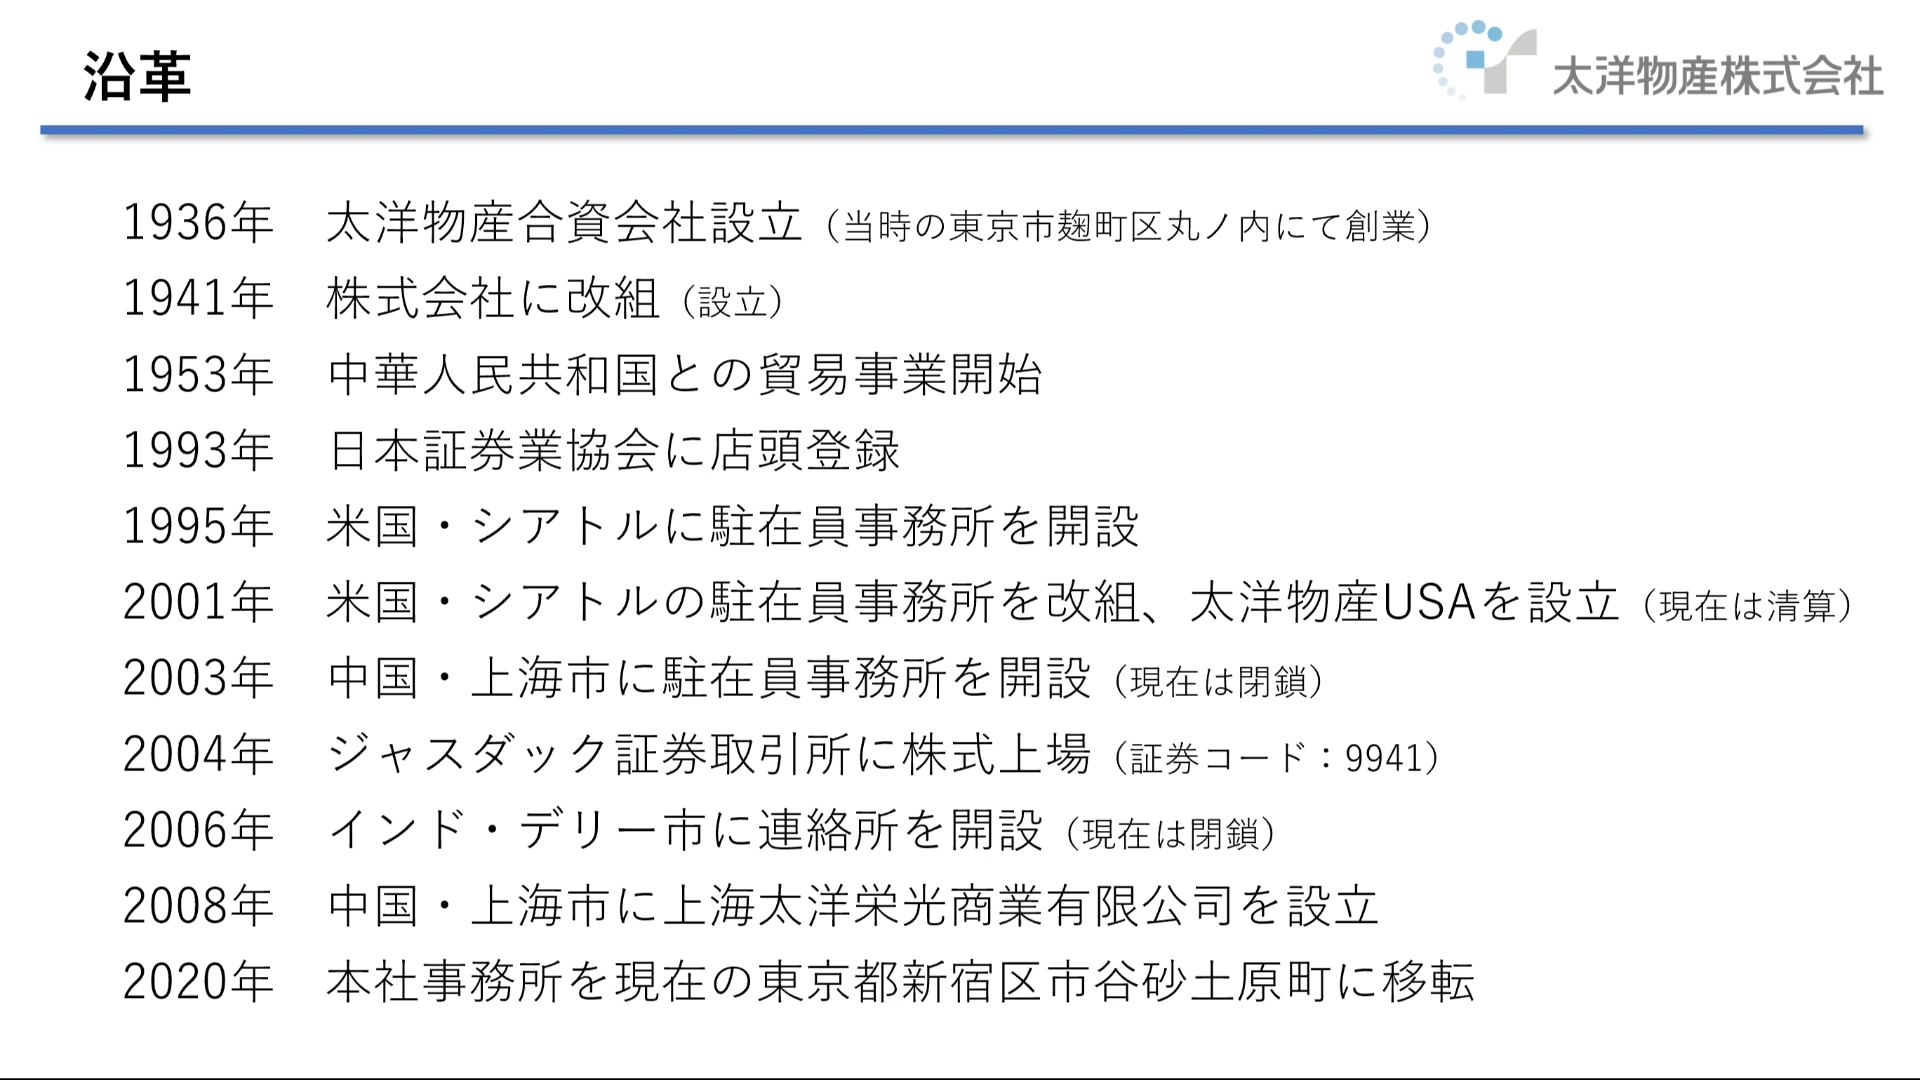 沿革
太洋物産株式会社
1936年 太洋物産合資会社設立（当時の東京市麹町区丸ノ内にて創業）
1941年 株式会社に改組（設立）
1953年 中華人民共和国との貿易事業開始
1993年 日本証券業協会に店頭登録
1995年 米国・シアトルに駐在員事務所を開設
2001年 米国・シアトルの駐在員事務所を改組、太洋物産USAを設立（現在は清算）
2003年 中国・上海市に駐在員事務所を開設（現在は閉鎖）
2004年 ジャスダック証券取引所に株式上場（証券コード：9941）
2006年 インド・デリー市に連絡所を開設（現在は閉鎖）
2008年 中国・上海市に上海太洋栄光商業有限公司を設立
2020年 本社事務所を現在の東京都新宿区市谷砂土原町に移転